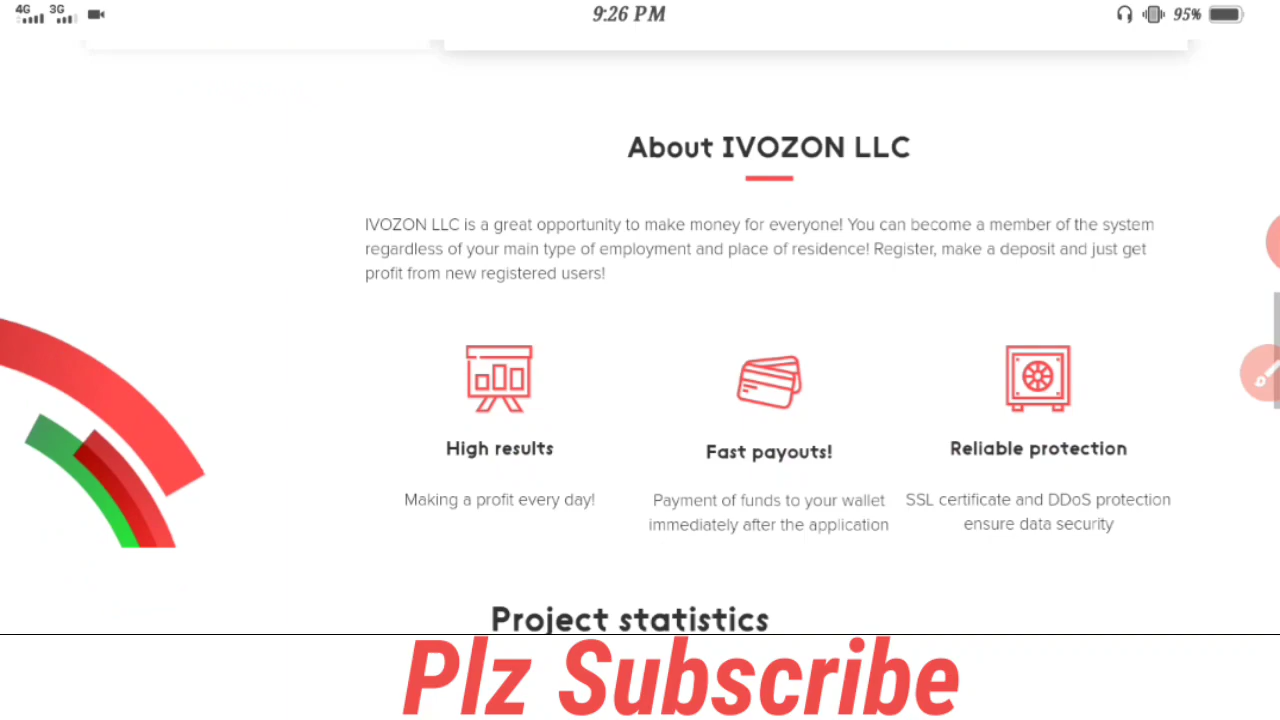 4G 3G 9:26 PM 95%
About IVOZON LLC
IVOZON LLC is a great opportunity to make money for everyone! You can become a member of the system
regardless of your main type of employment and place of residence! Register, make a deposit and just get
profit from new registered users!
High results
Fast payouts!
Reliable protection
Making a profit every day!
Payment of funds to your wallet
immediately after the application
SSL certificate and DDoS protection
ensure data security
Project statistics
Plz Subscribe